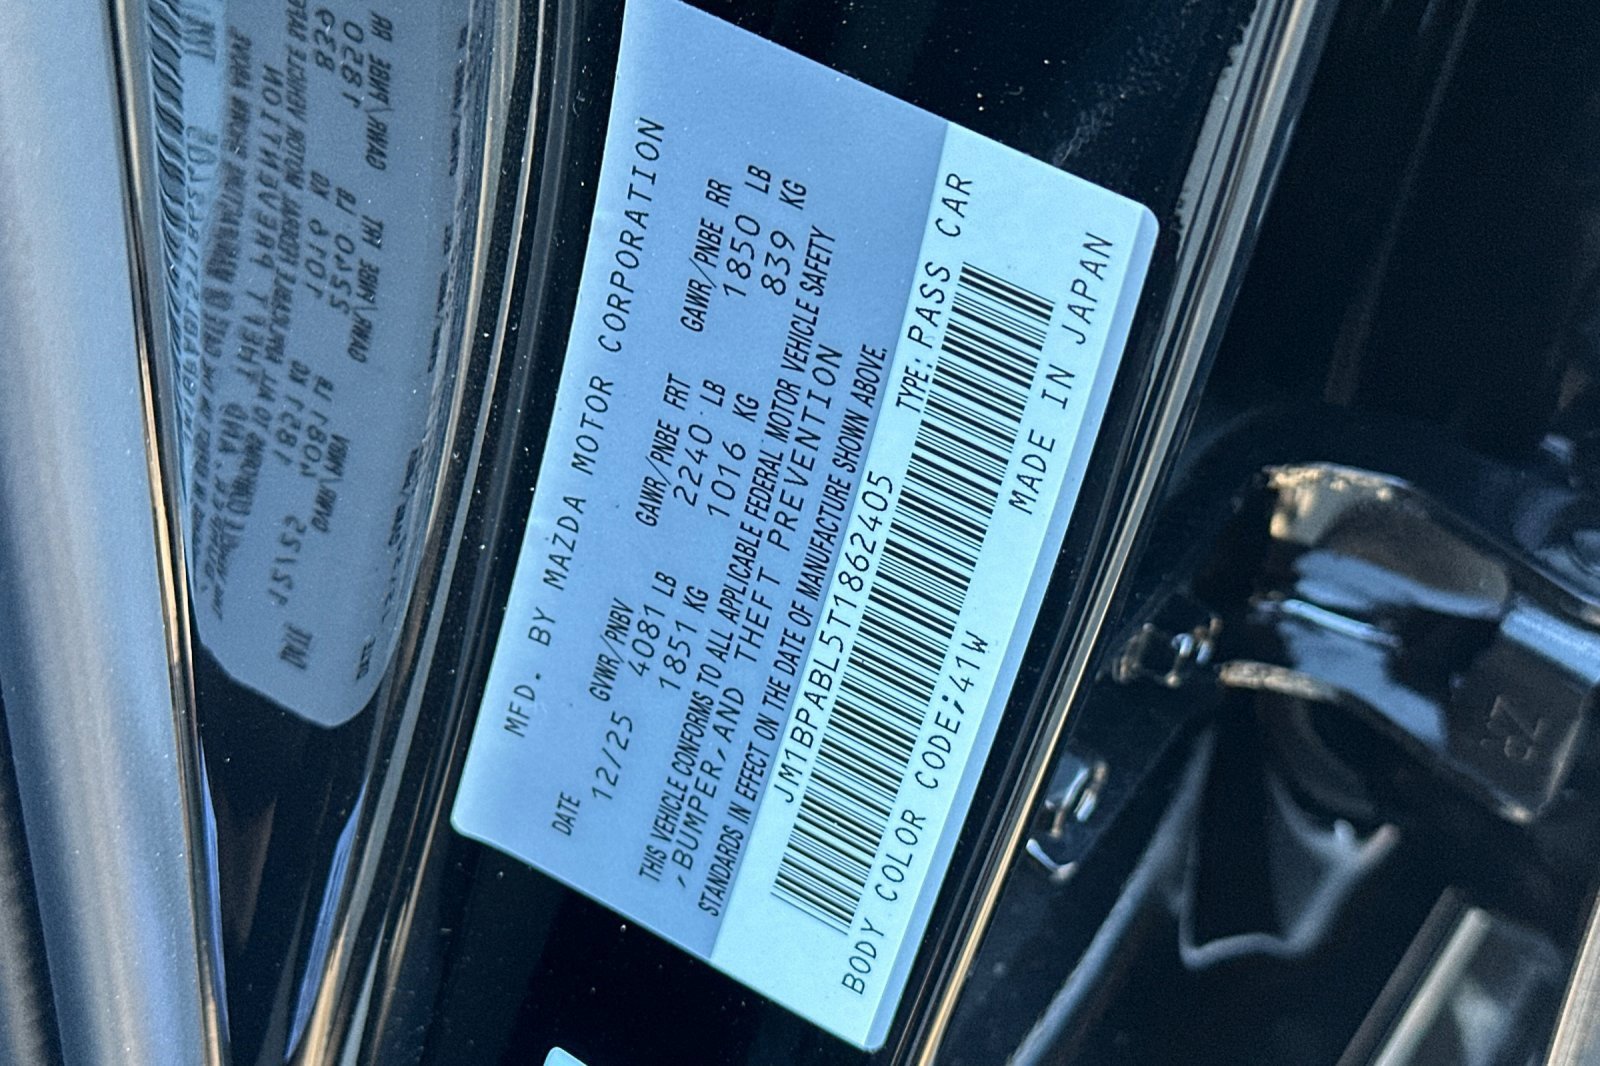 MFD. BY MAZDA MOTOR CORPORATION
DATE GVWR/PNBV GAWR/PNBE FRT GAWR/PNBE RR
12/25 4081 LB 2240 LB 1850 LB
1851 KG 1016 KG 839 KG
THIS VEHICLE CONFORMS TO ALL APPLICABLE FEDERAL MOTOR VEHICLE SAFETY
, BUMPER, AND THEFT PREVENTION
STANDARDS IN EFFECT ON THE DATE OF MANUFACTURE SHOWN ABOVE.
JM1BPABL5T1862405 TYPE: PASS CAR
BODY COLOR CODE: 41W MADE IN JAPAN